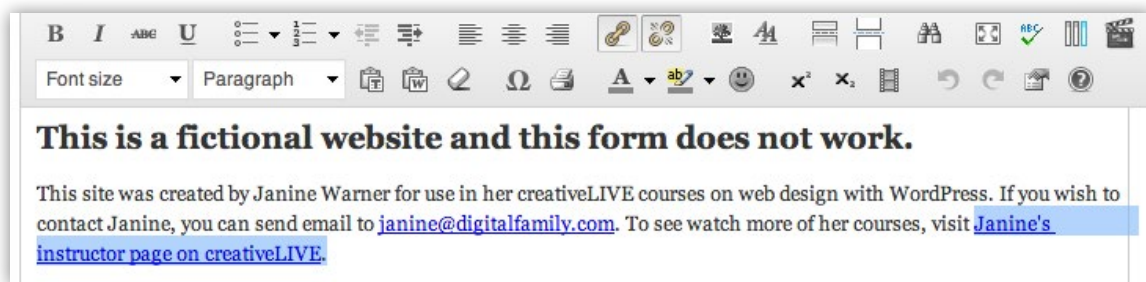 B I ABC U
Font size Paragraph
This is a fictional website and this form does not work.
This site was created by Janine Warner for use in her creativeLIVE courses on web design with WordPress. If you wish to
contact Janine, you can send email to janine@digitalfamily.com. To see watch more of her courses, visit Janine's
instructor page on creativeLIVE.